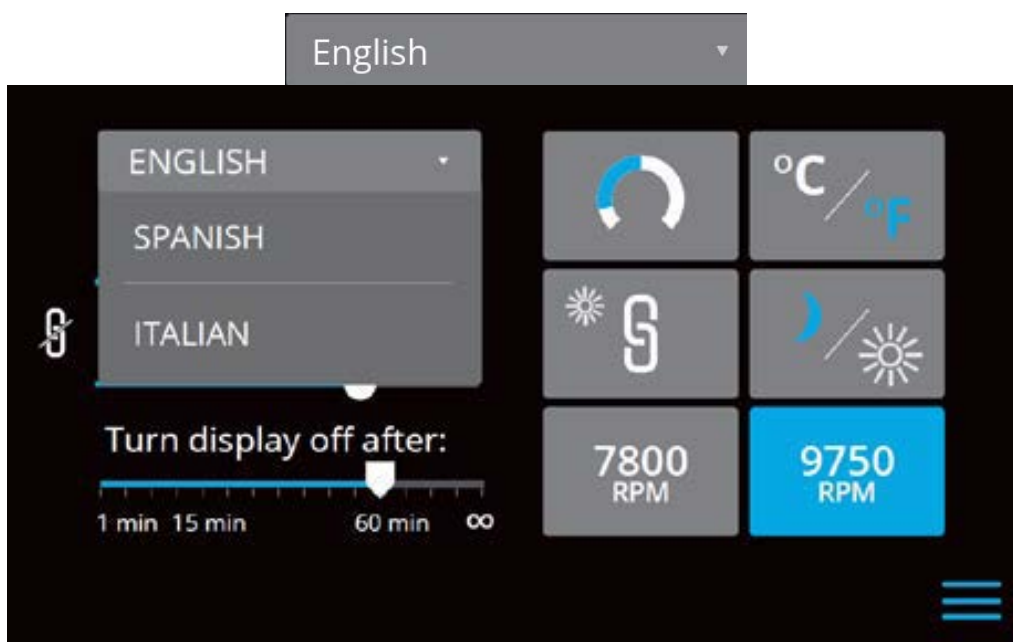 English
ENGLISH
SPANISH
ITALIAN
Turn display off after:
1 min 15 min 60 min ∞
°C/°F
7800
RPM
9750
RPM